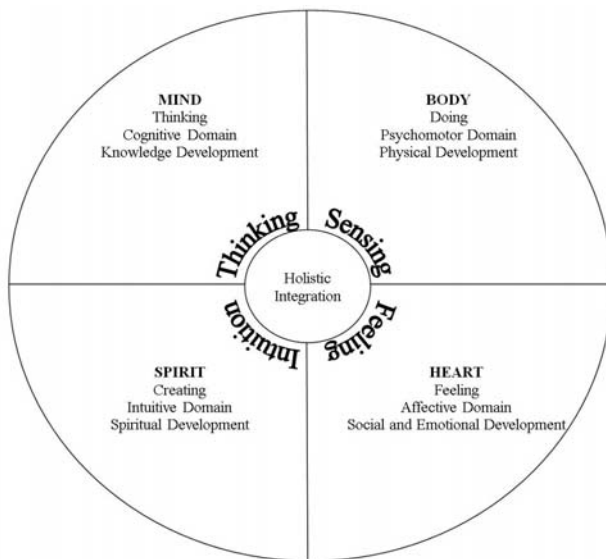 MIND
Thinking
Cognitive Domain
Knowledge Development
BODY
Doing
Psychomotor Domain
Physical Development
Thinking
Sensing
Holistic
Integration
Intuition
Feeling
SPIRIT
Creating
Intuitive Domain
Spiritual Development
HEART
Feeling
Affective Domain
Social and Emotional Development